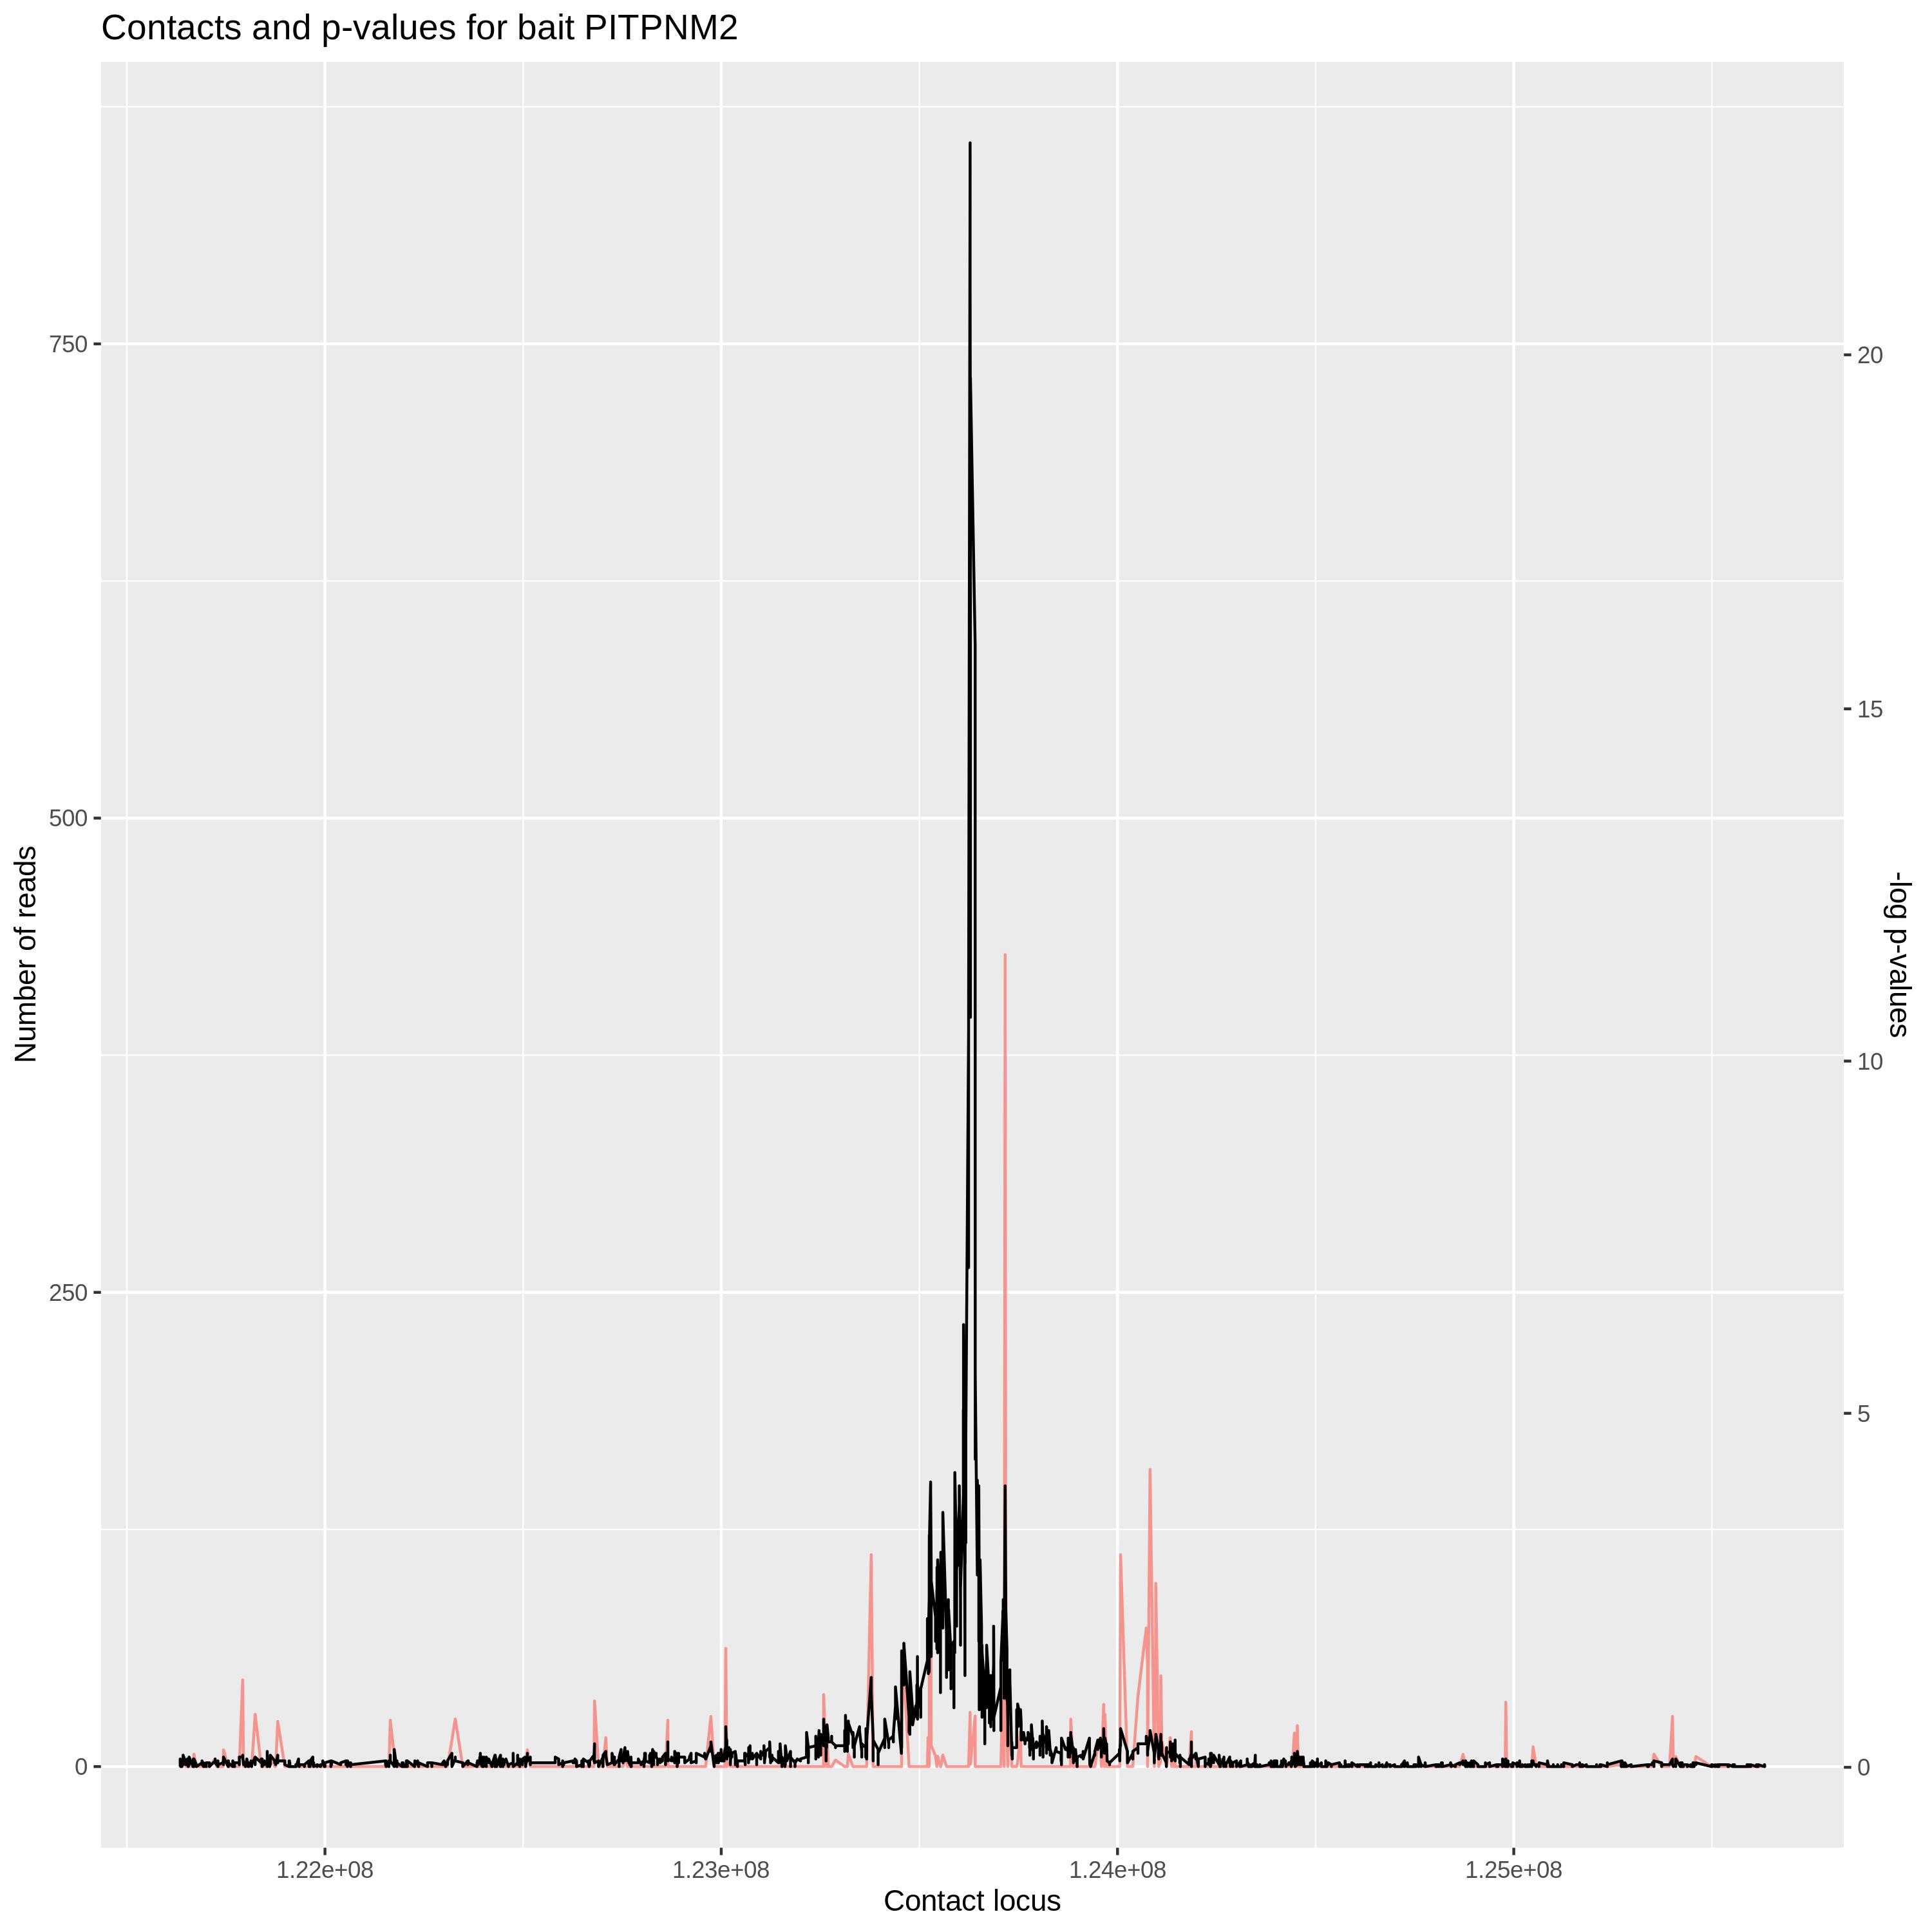 Contacts and p-values for bait PITPNM2
Number of reads
750
500
250
0
20
15
10
5
0
-log p-values
1.22e+08 1.23e+08 1.24e+08 1.25e+08
Contact locus